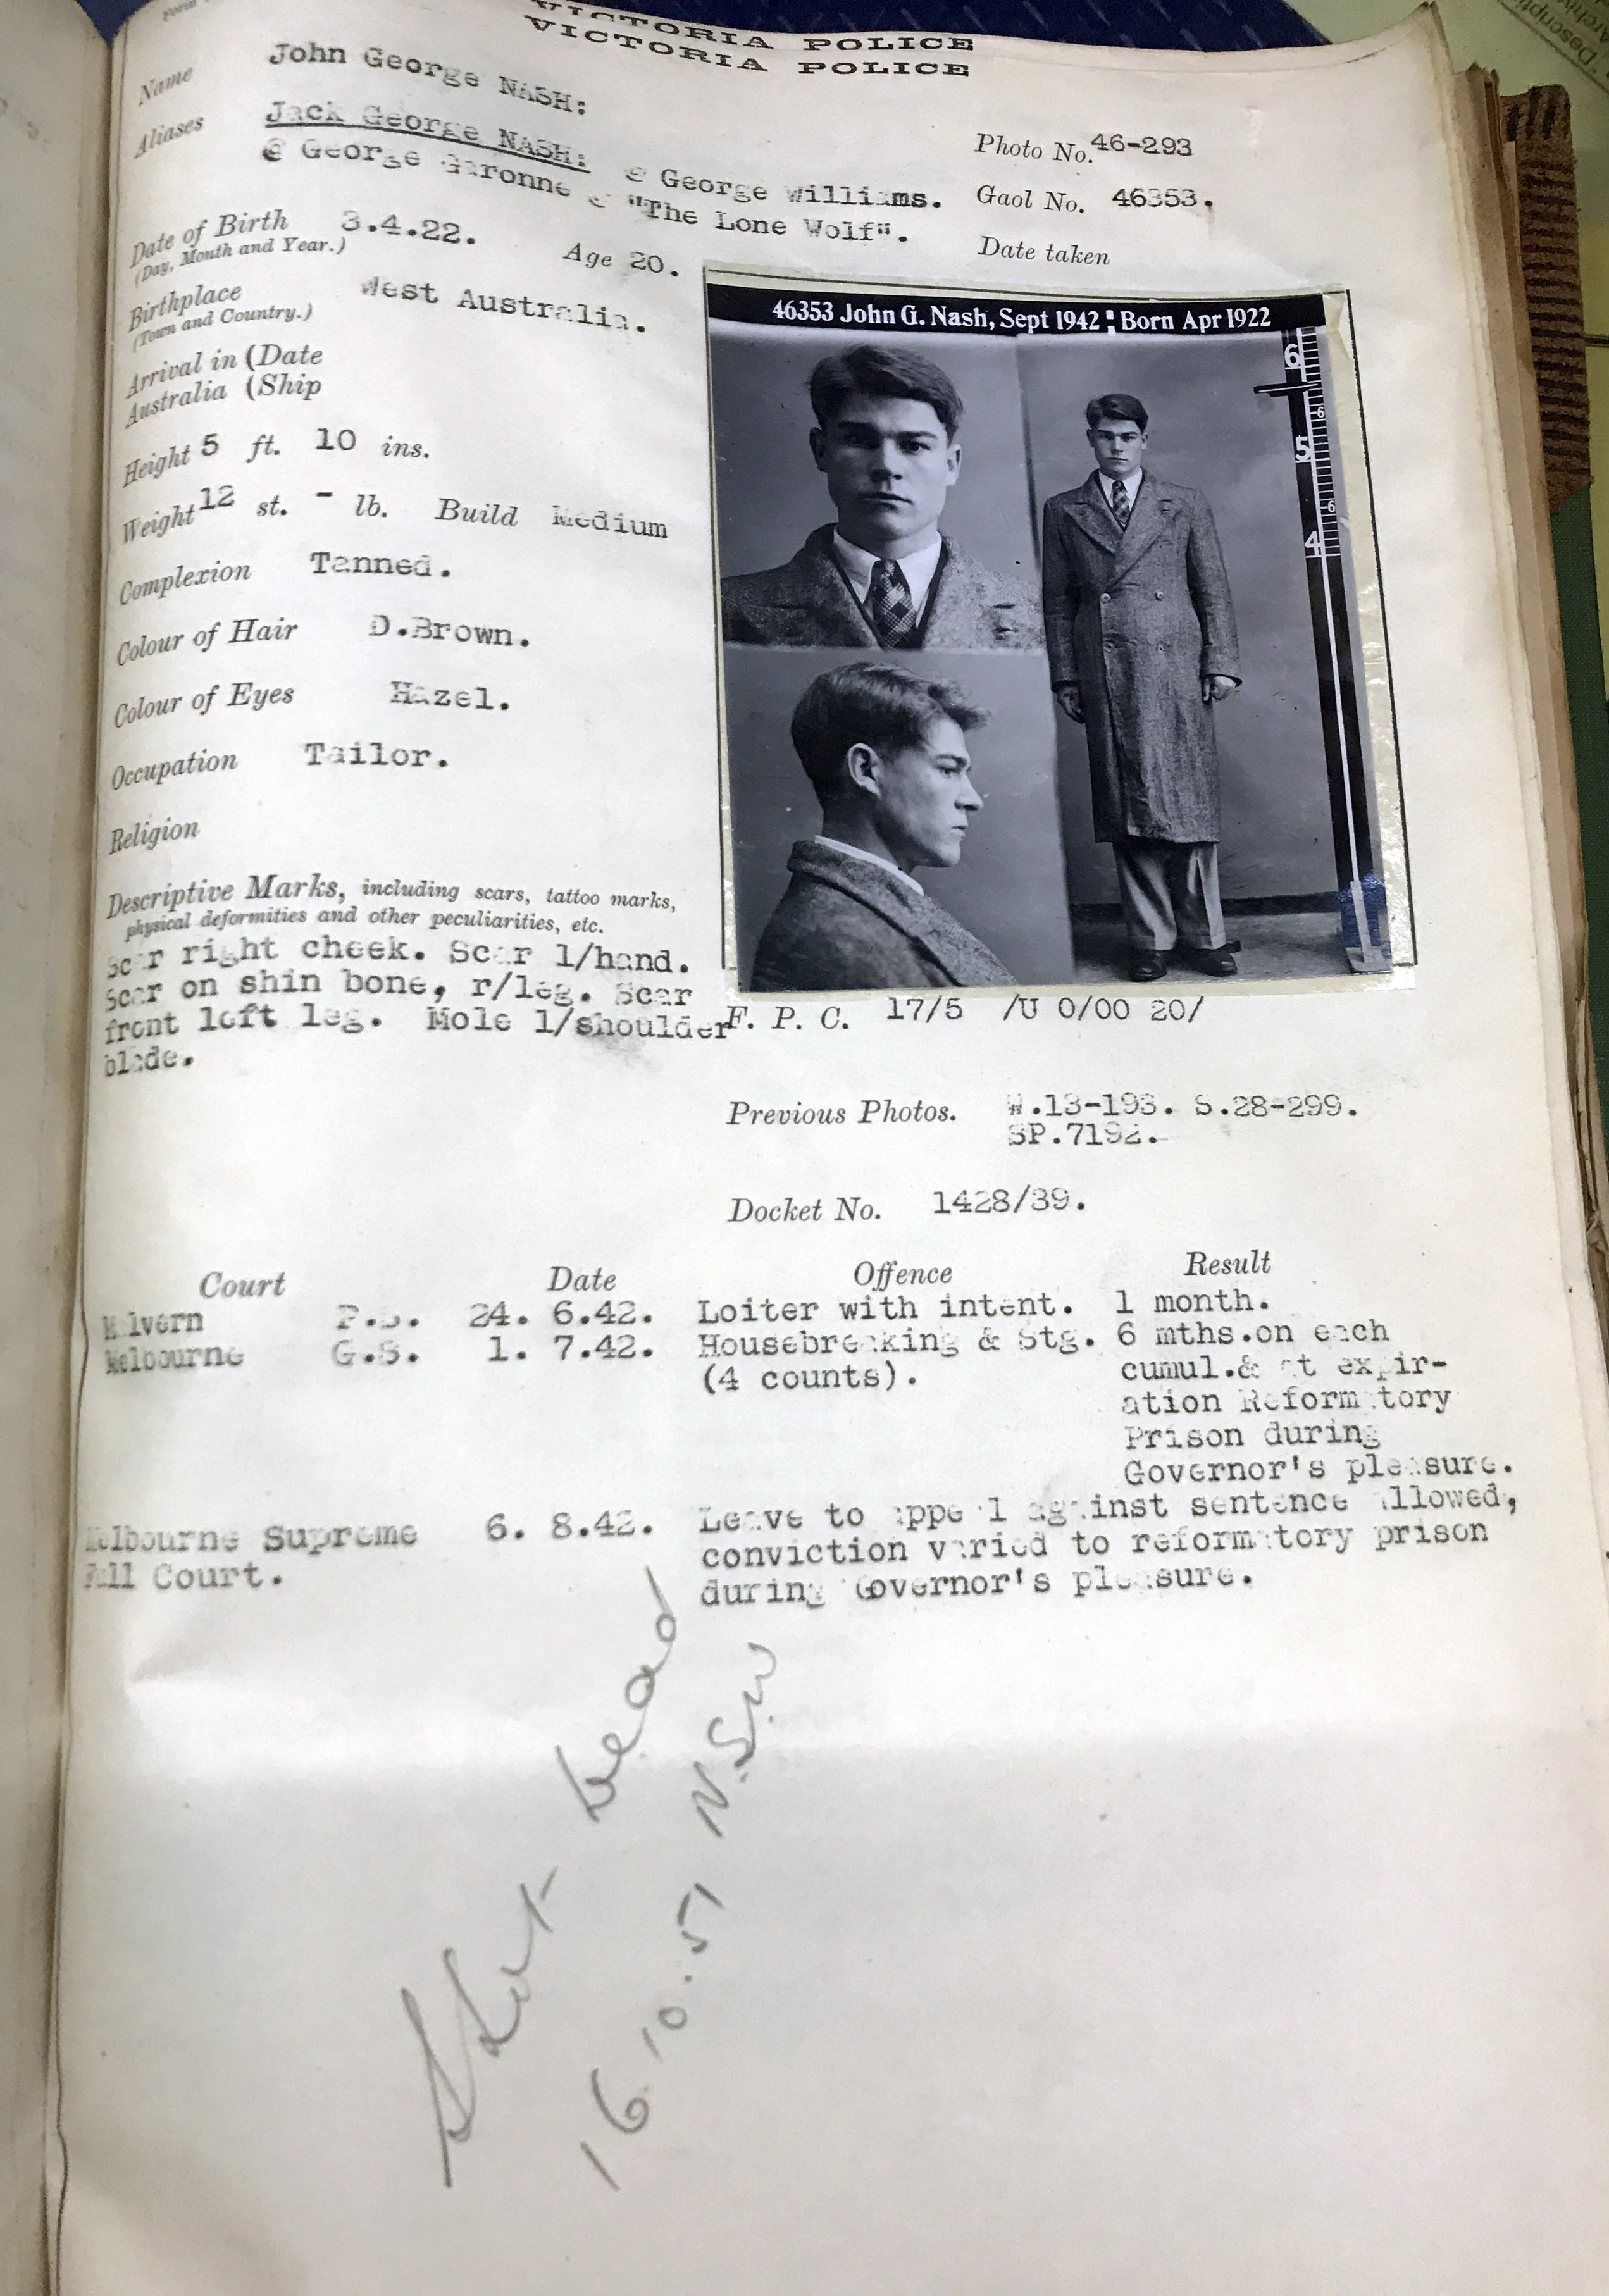 VICTORIA POLICE
VICTORIA POLICE
Name John George NASH:
Aliases Jack George NASH: @ George Williams.
@ George Garonne @ "The Lone Wolf".
Photo No. 46-293
Gaol No. 46353.
Date taken
Date of Birth 3.4.22. Age 20.
(Day, Month and Year.)
Birthplace West Australia.
(Town and Country.)
Arrival in (Date
Australia (Ship
Height 5 ft. 10 ins.
Weight 12 st. - lb. Build Medium
Complexion Tanned.
Colour of Hair D.Brown.
Colour of Eyes Hazel.
Occupation Tailor.
Religion
Descriptive Marks, including scars, tattoo marks,
physical deformities and other peculiarities, etc.
Scar right cheek. Scar l/hand.
Scar on shin bone, r/leg. Scar
front left leg. Mole l/shoulder
blade.
46353 John G. Nash, Sept 1942 : Born Apr 1922
6
6
5
6
4
F. P. C. 17/5 /U 0/00 20/
Previous Photos. W.13-193. S.28-299.
SP.7192.
Docket No. 1428/39.
Court Date Offence Result
Malvern P.S. 24. 6.42. Loiter with intent. 1 month.
Melbourne G.S. 1. 7.42. Housebreaking & Stg. 6 mths.on each
(4 counts). cumul.& at expir-
ation Reformatory
Prison during
Governor's pleasure.
Melbourne Supreme 6. 8.42. Leave to appeal against sentence allowed,
Full Court. conviction varied to reformatory prison
during Governor's pleasure.
Shot Dead
16.10.51 N.S.W